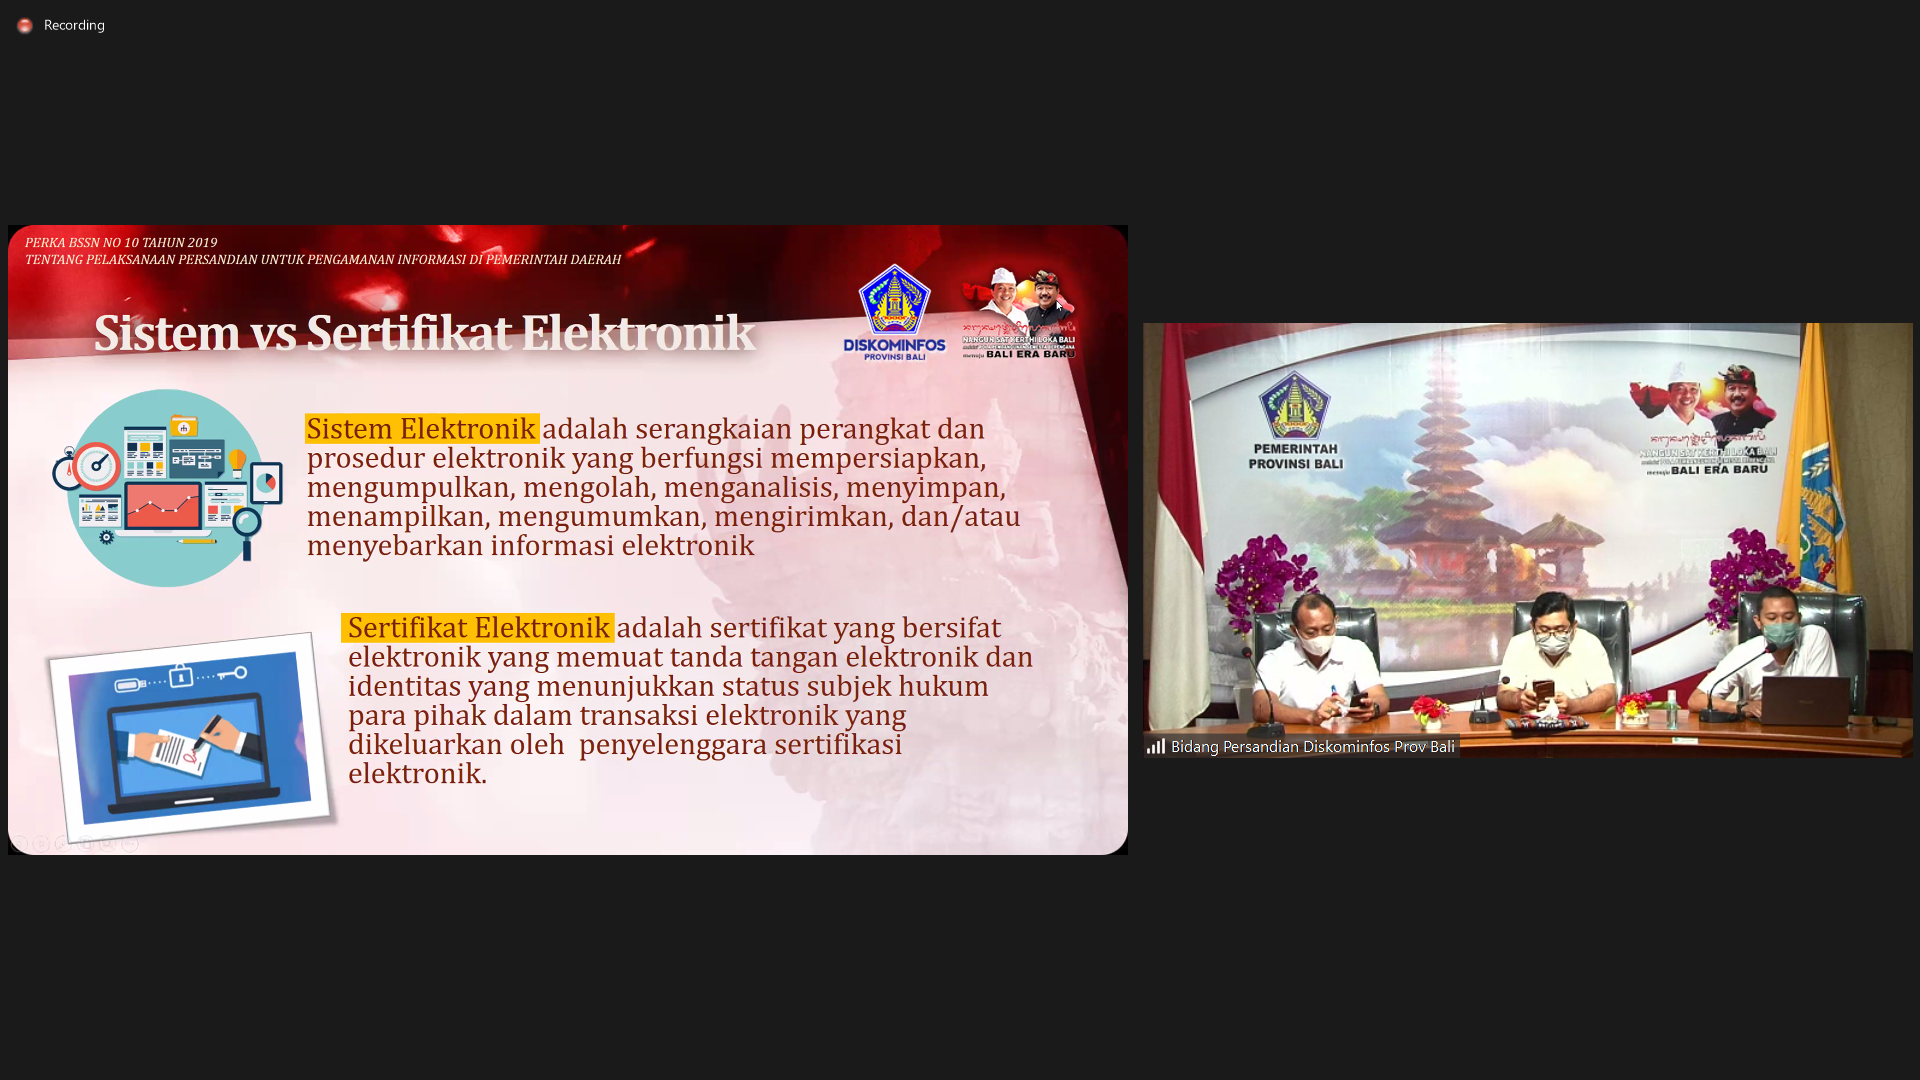 Recording
PERKA BSSN NO 10 TAHUN 2019
TENTANG PELAKSANAAN PERSANDIAN UNTUK PENGAMANAN INFORMASI DI PEMERINTAH DAERAH
Sistem vs Sertifikat Elektronik
DISKOMINFOS
PROVINSI BALI
NANGUN SAT KERTHI LOKA BALI
menuju BALI ERA BARU
Sistem Elektronik adalah serangkaian perangkat dan
prosedur elektronik yang berfungsi mempersiapkan,
mengumpulkan, mengolah, menganalisis, menyimpan,
menampilkan, mengumumkan, mengirimkan, dan/atau
menyebarkan informasi elektronik
Sertifikat Elektronik adalah sertifikat yang bersifat
elektronik yang memuat tanda tangan elektronik dan
identitas yang menunjukkan status subjek hukum
para pihak dalam transaksi elektronik yang
dikeluarkan oleh  penyelenggara sertifikasi
elektronik.
PEMERINTAH
PROVINSI BALI
NANGUN SAT KERTHI LOKA BALI
menuju BALI ERA BARU
Bidang Persandian Diskominfos Prov Bali